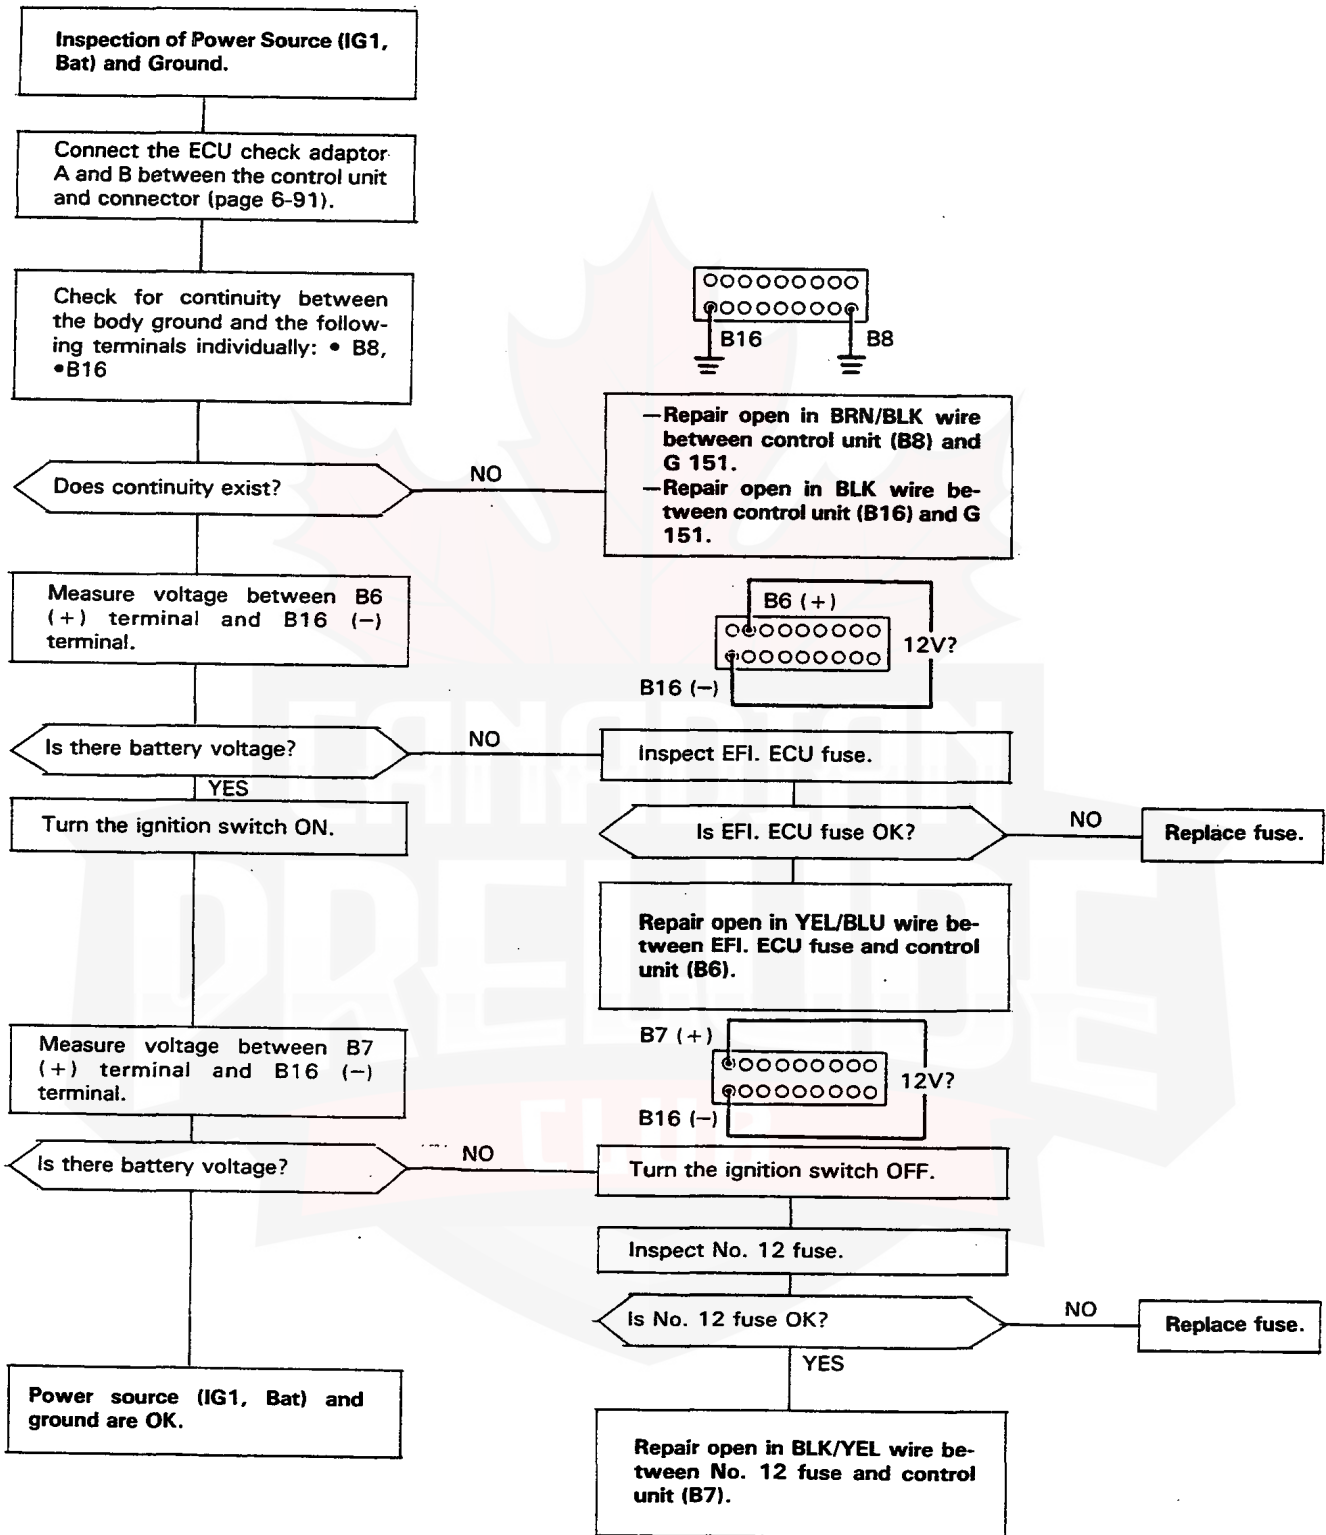 Inspection of Power Source (IG1,
Bat) and Ground.
Connect the ECU check adaptor
A and B between the control unit
and connector (page 6-91).
Check for continuity between
the body ground and the follow-
ing terminals individually: • B8,
•B16
B16
B8
Does continuity exist?
NO
—Repair open in BRN/BLK wire
between control unit (B8) and
G 151.
—Repair open in BLK wire be-
tween control unit (B16) and G
151.
Measure voltage between B6
(+) terminal and B16 (−)
terminal.
B6 (+)
12V?
B16 (−)
Is there battery voltage?
NO
Inspect EFI. ECU fuse.
YES
Turn the ignition switch ON.
Is EFI. ECU fuse OK?
NO
Replace fuse.
Repair open in YEL/BLU wire be-
tween EFI. ECU fuse and control
unit (B6).
Measure voltage between B7
(+) terminal and B16 (−)
terminal.
B7 (+)
12V?
B16 (−)
Is there battery voltage?
NO
Turn the ignition switch OFF.
Inspect No. 12 fuse.
Is No. 12 fuse OK?
NO
Replace fuse.
YES
Power source (IG1, Bat) and
ground are OK.
Repair open in BLK/YEL wire be-
tween No. 12 fuse and control
unit (B7).
CANADIAN
PRELUDE
CLUB